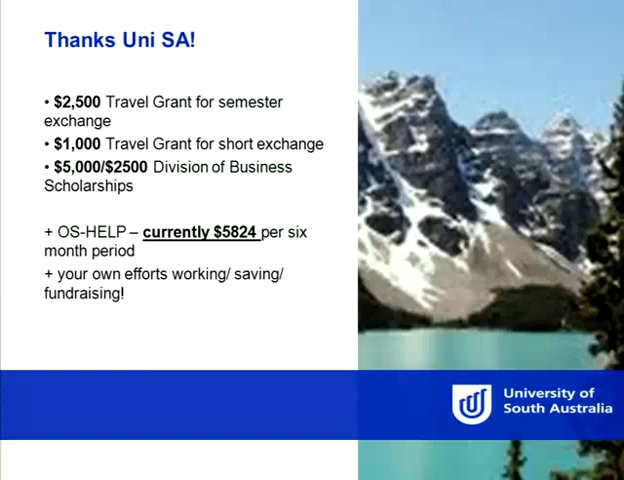 Thanks Uni SA!
• $2,500 Travel Grant for semester
exchange
• $1,000 Travel Grant for short exchange
• $5,000/$2500 Division of Business
Scholarships
+ OS-HELP – currently $5824 per six
month period
+ your own efforts working/ saving/
fundraising!
University of
South Australia